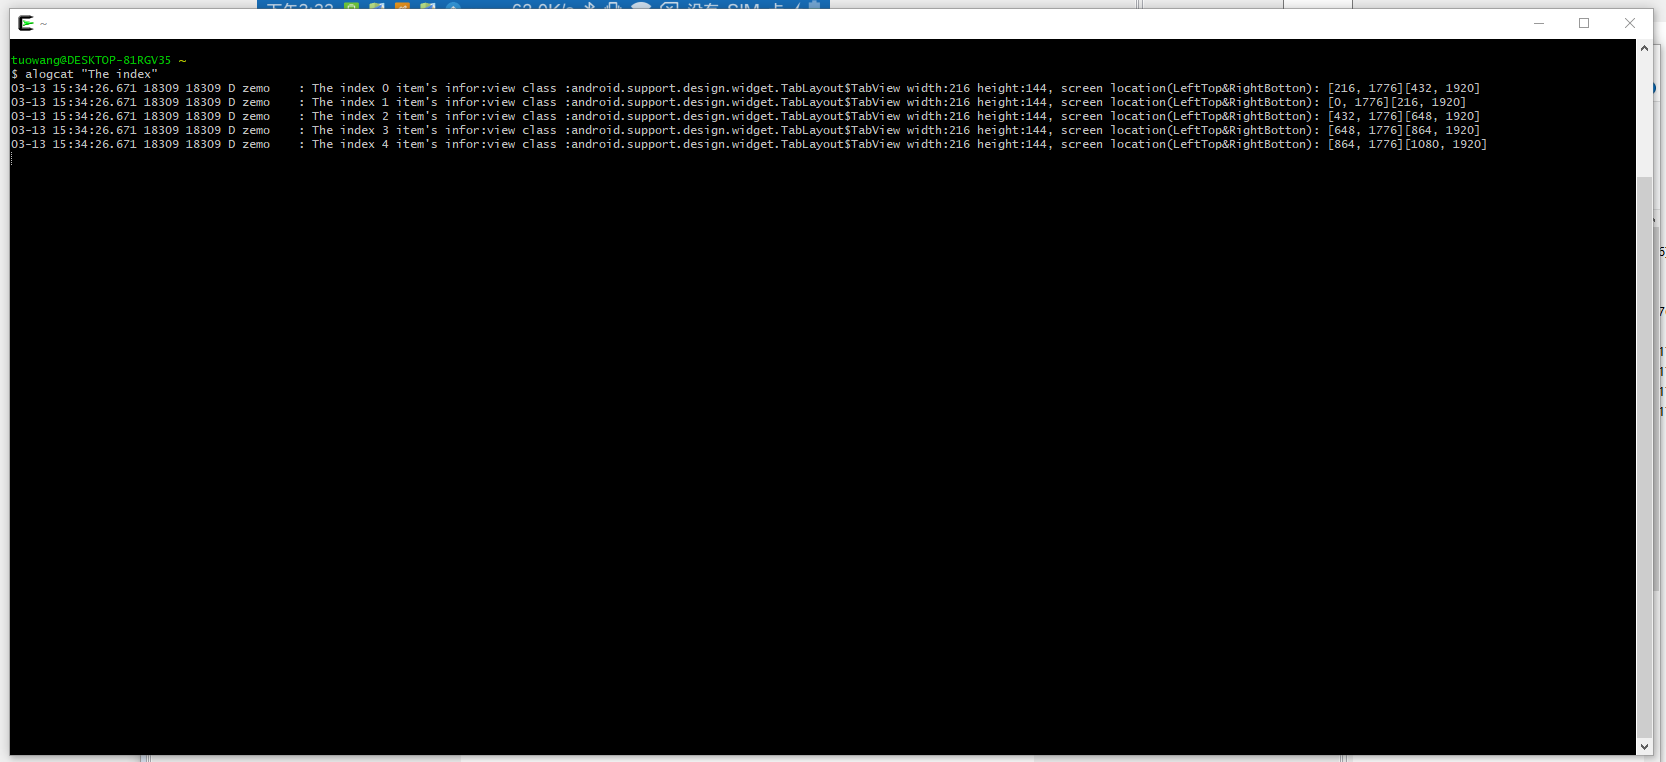 ~
tuowang@DESKTOP-81RGV35 ~
$ alogcat "The index"
03-13 15:34:26.671 18309 18309 D zemo    : The index 0 item's infor:view class :android.support.design.widget.TabLayout$TabView width:216 height:144, screen location(LeftTop&RightBotton): [216, 1776][432, 1920]
03-13 15:34:26.671 18309 18309 D zemo    : The index 1 item's infor:view class :android.support.design.widget.TabLayout$TabView width:216 height:144, screen location(LeftTop&RightBotton): [0, 1776][216, 1920]
03-13 15:34:26.671 18309 18309 D zemo    : The index 2 item's infor:view class :android.support.design.widget.TabLayout$TabView width:216 height:144, screen location(LeftTop&RightBotton): [432, 1776][648, 1920]
03-13 15:34:26.671 18309 18309 D zemo    : The index 3 item's infor:view class :android.support.design.widget.TabLayout$TabView width:216 height:144, screen location(LeftTop&RightBotton): [648, 1776][864, 1920]
03-13 15:34:26.671 18309 18309 D zemo    : The index 4 item's infor:view class :android.support.design.widget.TabLayout$TabView width:216 height:144, screen location(LeftTop&RightBotton): [864, 1776][1080, 1920]